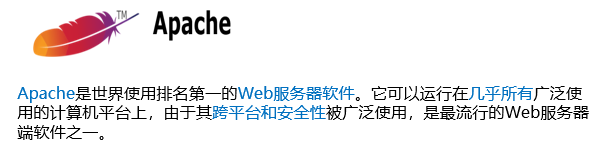 TM
Apache
Apache是世界使用排名第一的Web服务器软件。它可以运行在几乎所有广泛使
用的计算机平台上，由于其跨平台和安全性被广泛使用，是最流行的Web服务器
端软件之一。